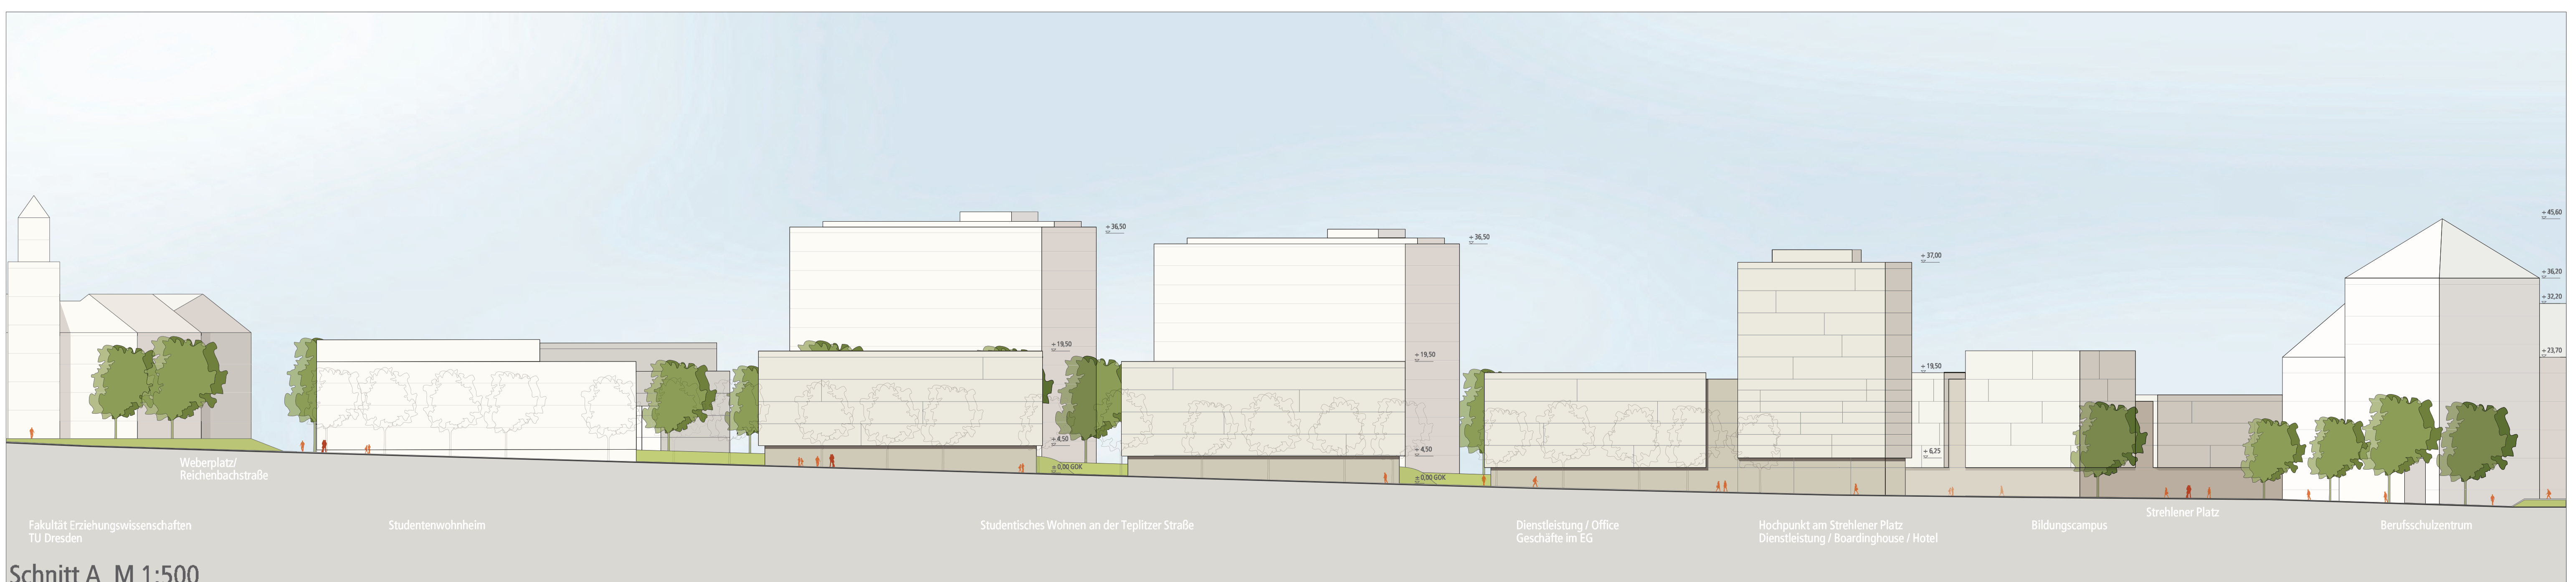 + 45,60
+ 36,50
+ 36,50
+ 37,00
+ 36,20
+ 32,20
+ 19,50
+ 19,50
+ 19,50
+ 23,70
+ 4,50
+ 4,50
+ 6,25
± 0,00 GOK
± 0,00 GOK
Weberplatz/
Reichenbachstraße
Fakultät Erziehungswissenschaften
TU Dresden
Studentenwohnheim
Studentisches Wohnen an der Teplitzer Straße
Dienstleistung / Office
Geschäfte im EG
Hochpunkt am Strehlener Platz
Dienstleistung / Boardinghouse / Hotel
Bildungscampus
Strehlener Platz
Berufsschulzentrum
Schnitt A M 1:500